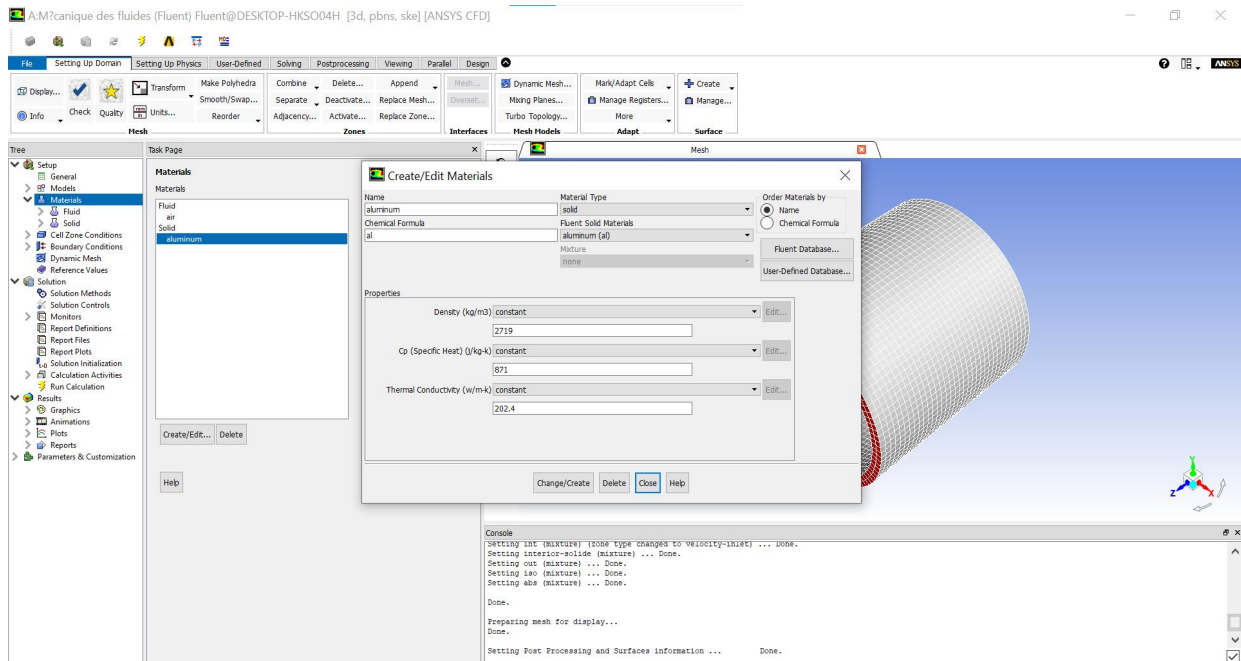 A:M?canique des fluides (Fluent) Fluent@DESKTOP-HKSO04H [3d, pbns, ske] [ANSYS CFD]
File Setting Up Domain Setting Up Physics User-Defined Solving Postprocessing Viewing Parallel Design ANSYS
Display... Transform Make Polyhedra Combine Delete... Append Mesh... Dynamic Mesh... Mark/Adapt Cells Create
Smooth/Swap... Separate Deactivate... Replace Mesh... Overset... Mixing Planes... Manage Registers... Manage...
Info Check Quality Units... Reorder Adjacency... Activate... Replace Zone... Turbo Topology... More
Mesh Zones Interfaces Mesh Models Adapt Surface
Tree
Setup
General
Models
Materials
Fluid
Solid
Cell Zone Conditions
Boundary Conditions
Dynamic Mesh
Reference Values
Solution
Solution Methods
Solution Controls
Monitors
Report Definitions
Report Files
Report Plots
Solution Initialization
Calculation Activities
Run Calculation
Results
Graphics
Animations
Plots
Reports
Parameters & Customization
Task Page
Materials
Materials
Fluid
air
Solid
aluminum
Create/Edit... Delete
Help
Mesh
Create/Edit Materials
Name Material Type Order Materials by
aluminum solid Name
Chemical Formula Fluent Solid Materials Chemical Formula
al aluminum (al)
Mixture Fluent Database...
none User-Defined Database...
Properties
Density (kg/m3) constant Edit...
2719
Cp (Specific Heat) (j/kg-k) constant Edit...
871
Thermal Conductivity (w/m-k) constant Edit...
202.4
Change/Create Delete Close Help
Y
Z X
Console
Setting int (mixture) (zone type changed to velocity-inlet) ... Done.
Setting interior-solide (mixture) ... Done.
Setting out (mixture) ... Done.
Setting iso (mixture) ... Done.
Setting abs (mixture) ... Done.
Done.
Preparing mesh for display...
Done.
Setting Post Processing and Surfaces information ... Done.